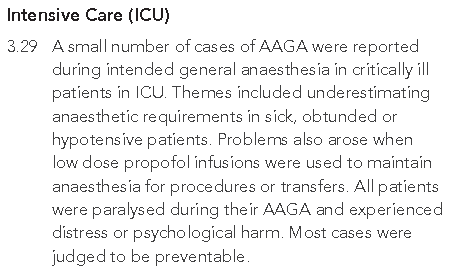 Intensive Care (ICU)
3.29 A small number of cases of AAGA were reported
during intended general anaesthesia in critically ill
patients in ICU. Themes included underestimating
anaesthetic requirements in sick, obtunded or
hypotensive patients. Problems also arose when
low dose propofol infusions were used to maintain
anaesthesia for procedures or transfers. All patients
were paralysed during their AAGA and experienced
distress or psychological harm. Most cases were
judged to be preventable.